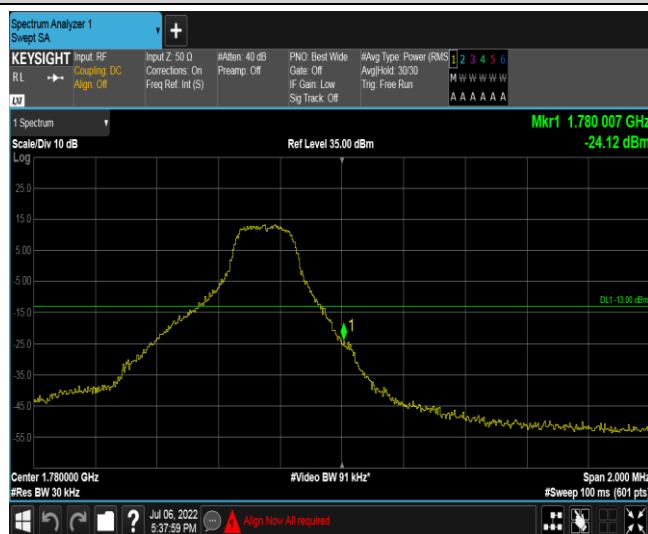 Spectrum Analyzer 1
Swept SA
+
KEYSIGHT
RL
LXI
Input: RF
Coupling: DC
Align: Off
Input Z: 50 Ω
Corrections: On
Freq Ref: Int (S)
#Atten: 40 dB
Preamp: Off
PNO: Best Wide
Gate: Off
IF Gain: Low
Sig Track: Off
#Avg Type: Power (RMS
Avg|Hold: 30/30
Trig: Free Run
1 2 3 4 5 6
M W W W W W
A A A A A A
1 Spectrum
Scale/Div 10 dB
Ref Level 35.00 dBm
Mkr1 1.780 007 GHz
-24.12 dBm
Log
25.0
15.0
5.00
-5.00
-15.0
-25.0
-35.0
-45.0
-55.0
DL1 -13.00 dBm
1
Center 1.780000 GHz
#Video BW 91 kHz*
Span 2.000 MHz
#Res BW 30 kHz
#Sweep 100 ms (601 pts)
?
Jul 06, 2022
5:37:59 PM
Align Now All required